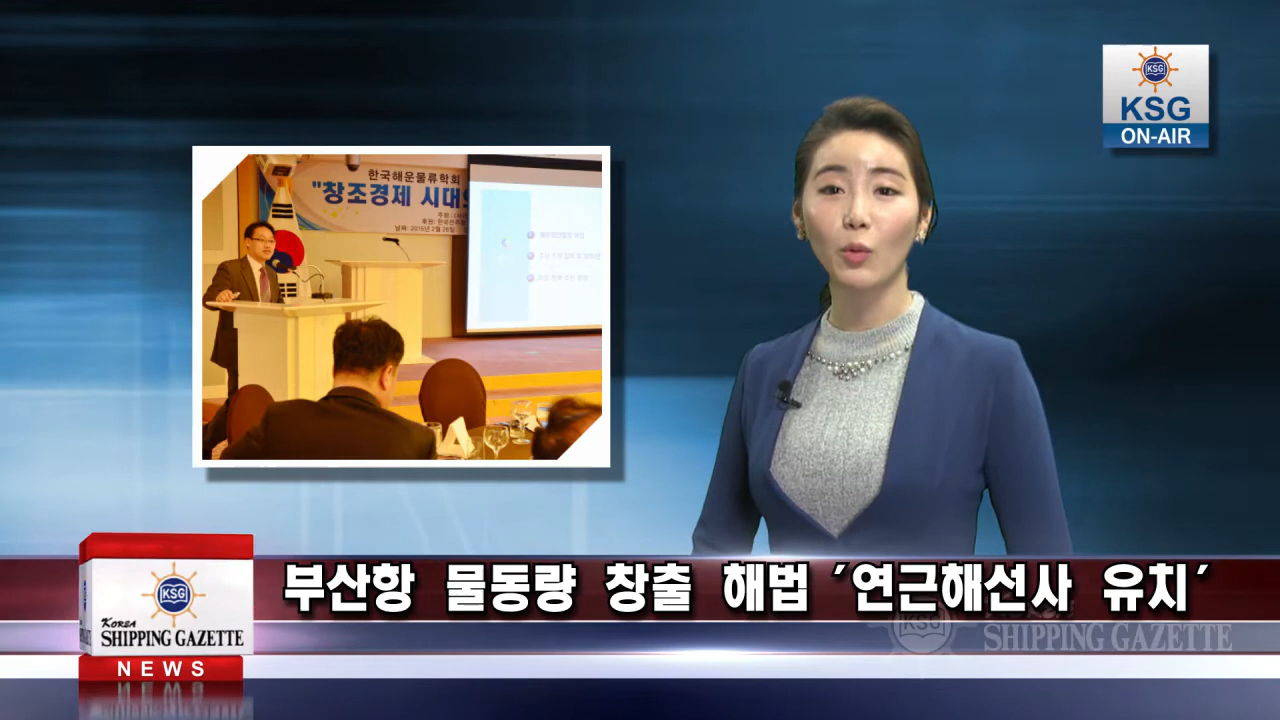 KSG
KSG
ON-AIR
한국해운물류학회
"창조경제 시대의
KSG
KOREA
SHIPPING GAZETTE
NEWS
부산항 물동량 창출 해법 ´연근해선사 유치´
KSG
SHIPPING GAZETTE